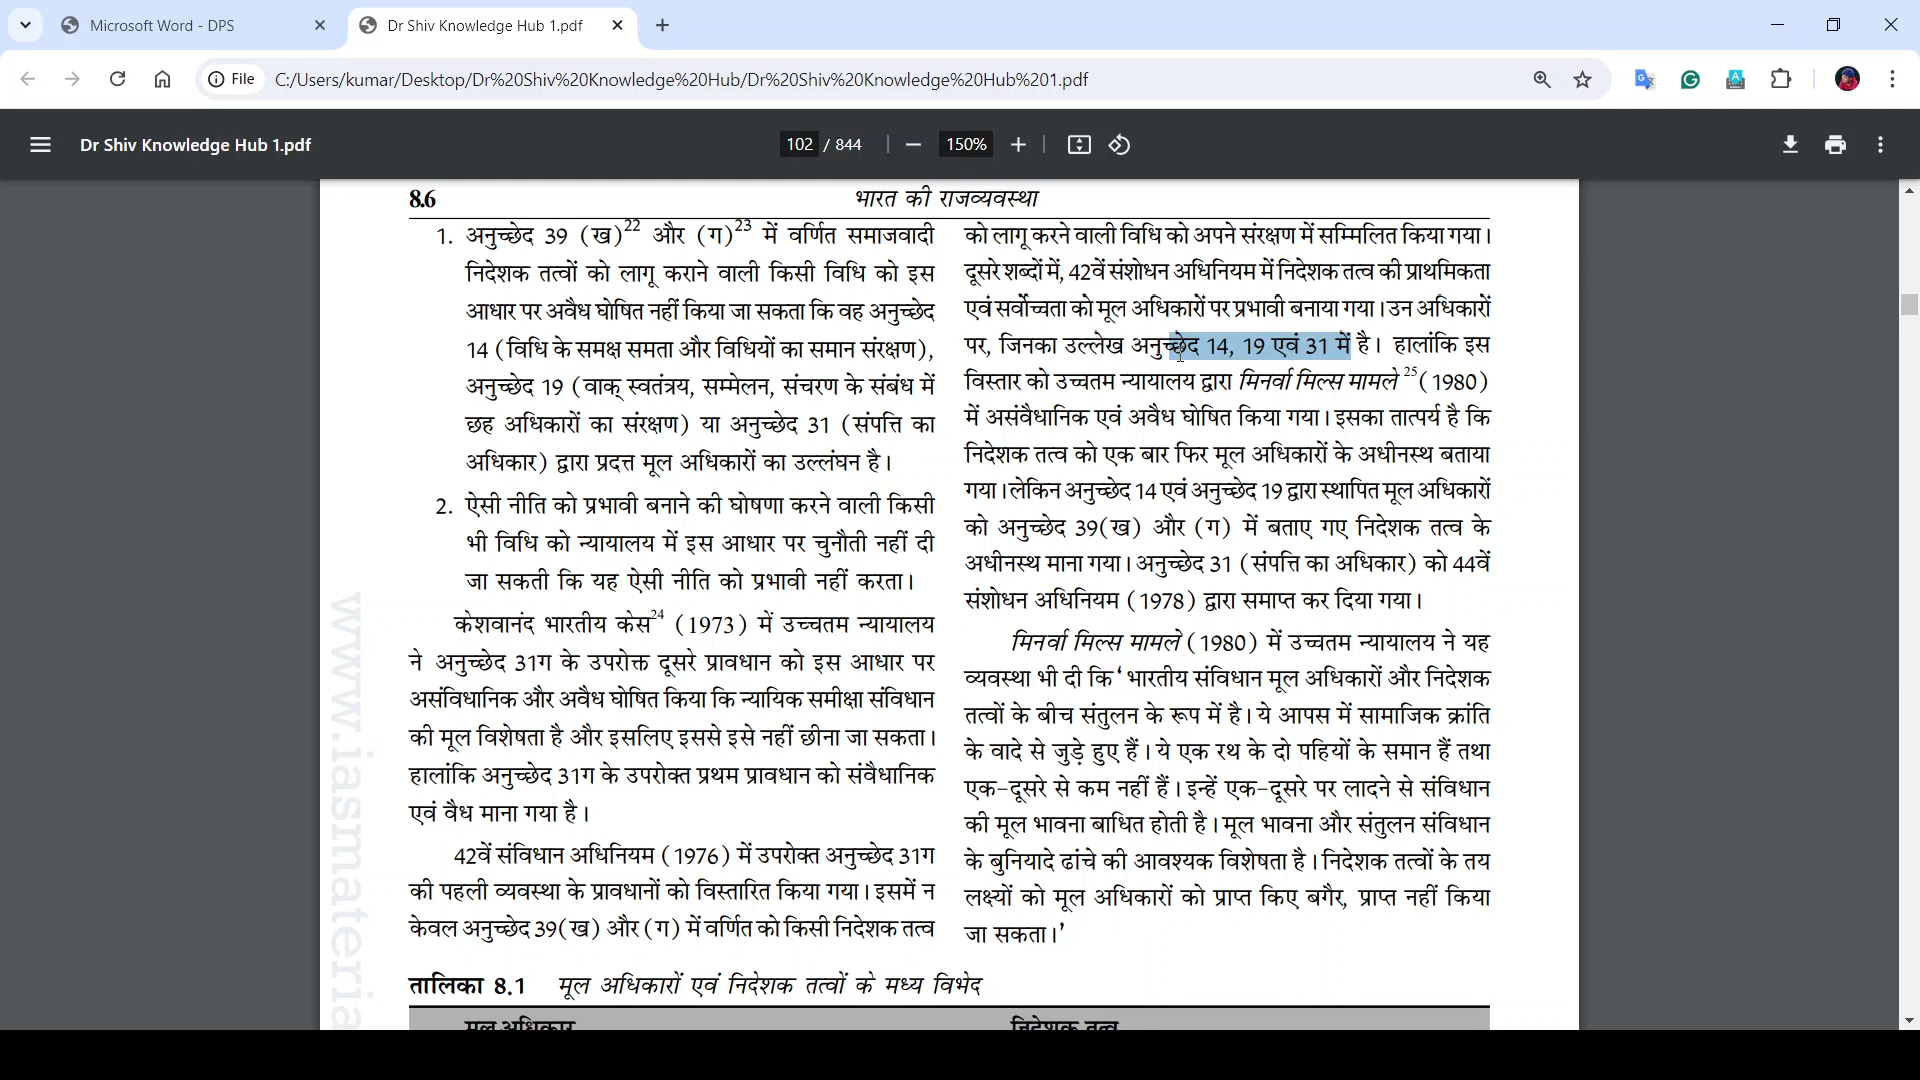 Microsoft Word - DPS
Dr Shiv Knowledge Hub 1.pdf
File
C:/Users/kumar/Desktop/Dr%20Shiv%20Knowledge%20Hub/Dr%20Shiv%20Knowledge%20Hub%201.pdf
Dr Shiv Knowledge Hub 1.pdf
102 / 844
150%
8.6
भारत की राजव्यवस्था
1. अनुच्छेद 39 (ख)22 और (ग)23 में वर्णित समाजवादी
निदेशक तत्वों को लागू कराने वाली किसी विधि को इस
आधार पर अवैध घोषित नहीं किया जा सकता कि वह अनुच्छेद
14 (विधि के समक्ष समता और विधियों का समान संरक्षण),
अनुच्छेद 19 (वाक् स्वतंत्रय, सम्मेलन, संचरण के संबंध में
छह अधिकारों का संरक्षण) या अनुच्छेद 31 (संपत्ति का
अधिकार) द्वारा प्रदत्त मूल अधिकारों का उल्लंघन है।
2. ऐसी नीति को प्रभावी बनाने की घोषणा करने वाली किसी
भी विधि को न्यायालय में इस आधार पर चुनौती नहीं दी
जा सकती कि यह ऐसी नीति को प्रभावी नहीं करता।
केशवानंद भारतीय केस24 (1973) में उच्चतम न्यायालय
ने अनुच्छेद 31ग के उपरोक्त दूसरे प्रावधान को इस आधार पर
असंविधानिक और अवैध घोषित किया कि न्यायिक समीक्षा संविधान
की मूल विशेषता है और इसलिए इससे इसे नहीं छीना जा सकता।
हालांकि अनुच्छेद 31ग के उपरोक्त प्रथम प्रावधान को संवैधानिक
एवं वैध माना गया है।
42वें संविधान अधिनियम (1976) में उपरोक्त अनुच्छेद 31ग
की पहली व्यवस्था के प्रावधानों को विस्तारित किया गया। इसमें न
केवल अनुच्छेद 39(ख) और (ग) में वर्णित को किसी निदेशक तत्व
को लागू करने वाली विधि को अपने संरक्षण में सम्मिलित किया गया।
दूसरे शब्दों में, 42वें संशोधन अधिनियम में निदेशक तत्व की प्राथमिकता
एवं सर्वोच्चता को मूल अधिकारों पर प्रभावी बनाया गया। उन अधिकारों
पर, जिनका उल्लेख अनुच्छेद 14, 19 एवं 31 में है। हालांकि इस
विस्तार को उच्चतम न्यायालय द्वारा मिनर्वा मिल्स मामले 25(1980)
में असंवैधानिक एवं अवैध घोषित किया गया। इसका तात्पर्य है कि
निदेशक तत्व को एक बार फिर मूल अधिकारों के अधीनस्थ बताया
गया। लेकिन अनुच्छेद 14 एवं अनुच्छेद 19 द्वारा स्थापित मूल अधिकारों
को अनुच्छेद 39(ख) और (ग) में बताए गए निदेशक तत्व के
अधीनस्थ माना गया। अनुच्छेद 31 (संपत्ति का अधिकार) को 44वें
संशोधन अधिनियम (1978) द्वारा समाप्त कर दिया गया।
मिनर्वा मिल्स मामले (1980) में उच्चतम न्यायालय ने यह
व्यवस्था भी दी कि ‘भारतीय संविधान मूल अधिकारों और निदेशक
तत्वों के बीच संतुलन के रूप में है। ये आपस में सामाजिक क्रांति
के वादे से जुड़े हुए हैं। ये एक रथ के दो पहियों के समान हैं तथा
एक-दूसरे से कम नहीं हैं। इन्हें एक-दूसरे पर लादने से संविधान
की मूल भावना बाधित होती है। मूल भावना और संतुलन संविधान
के बुनियादे ढांचे की आवश्यक विशेषता है। निदेशक तत्वों के तय
लक्ष्यों को मूल अधिकारों को प्राप्त किए बगैर, प्राप्त नहीं किया
जा सकता।’
तालिका 8.1 मूल अधिकारों एवं निदेशक तत्वों के मध्य विभेद
मूल अधिकार
निदेशक तत्व
www.iasmateria